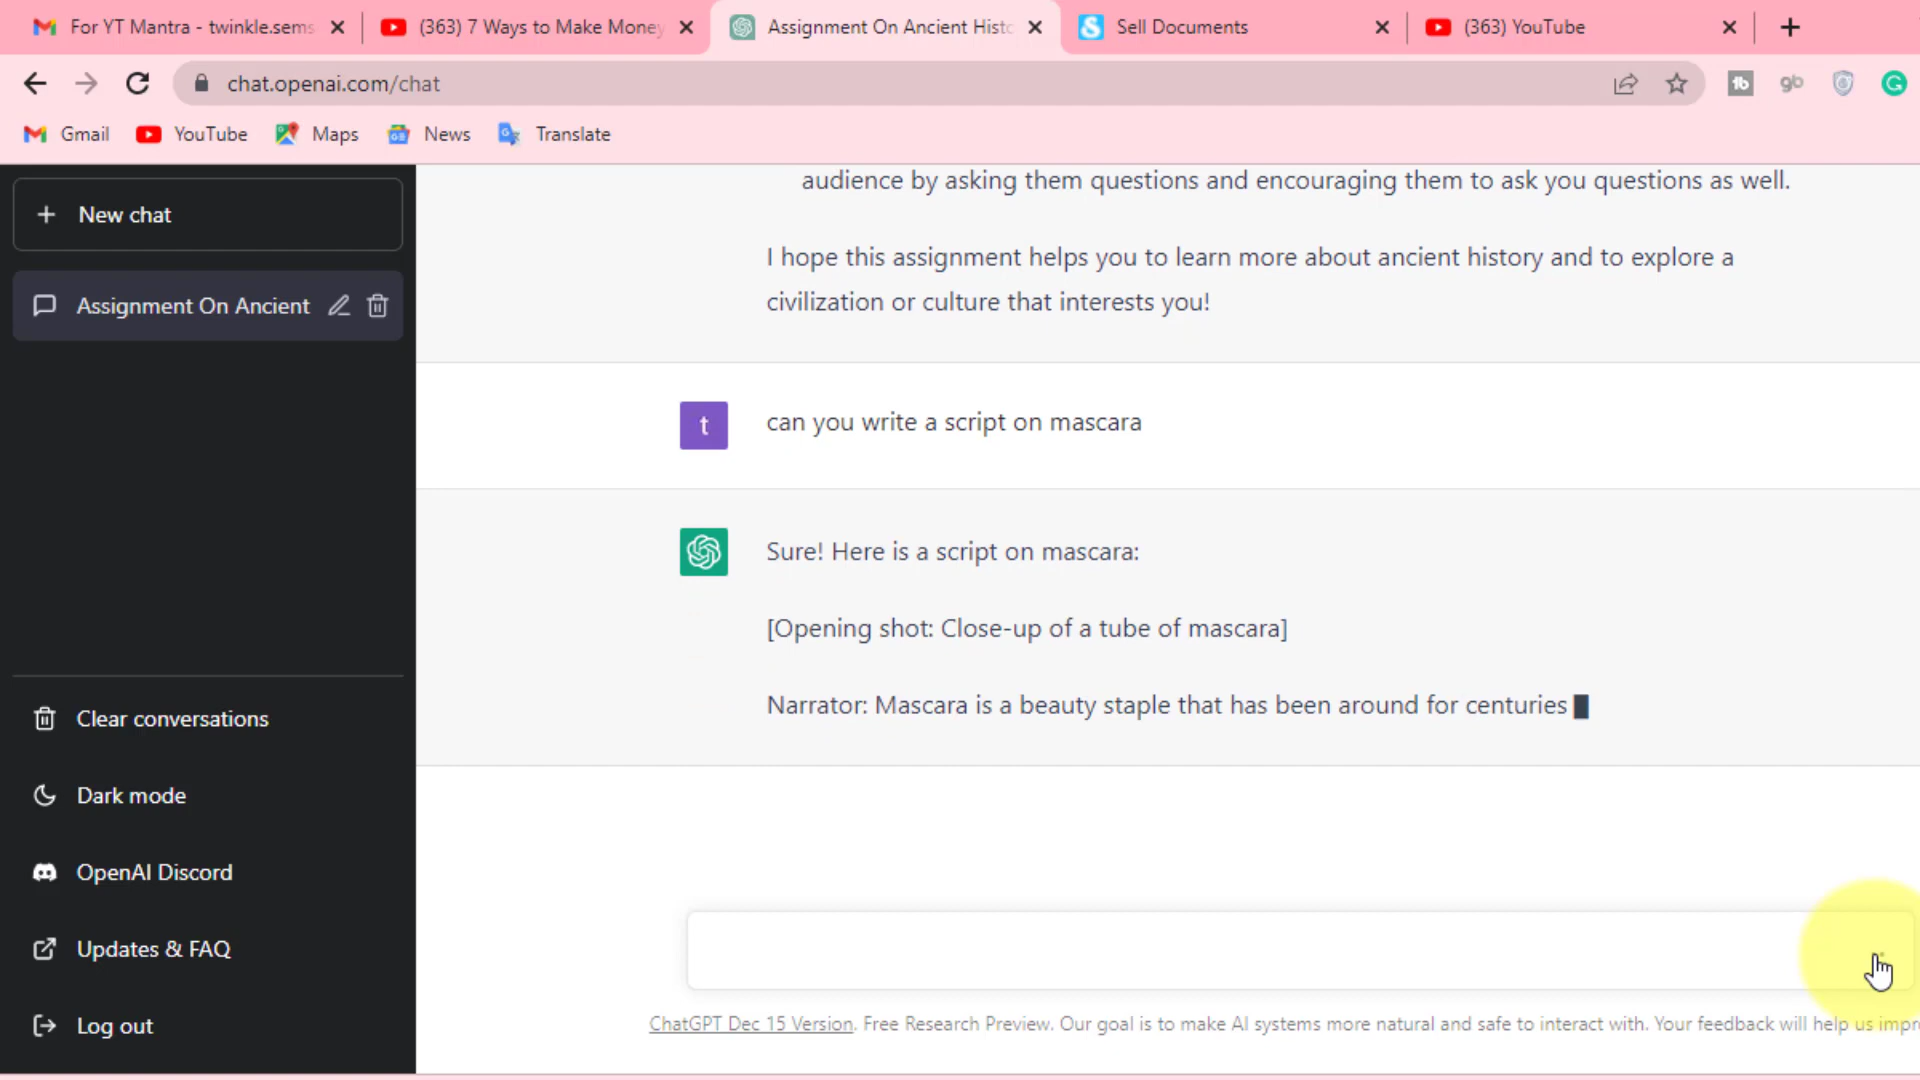 For YT Mantra - twinkle.sems
(363) 7 Ways to Make Money
Assignment On Ancient Histo
Sell Documents
(363) YouTube
chat.openai.com/chat
tb
gb
G
Gmail
YouTube
Maps
News
Translate
New chat
Assignment On Ancient
Clear conversations
Dark mode
OpenAI Discord
Updates & FAQ
Log out
audience by asking them questions and encouraging them to ask you questions as well.
I hope this assignment helps you to learn more about ancient history and to explore a
civilization or culture that interests you!
t
can you write a script on mascara
Sure! Here is a script on mascara:
[Opening shot: Close-up of a tube of mascara]
Narrator: Mascara is a beauty staple that has been around for centuries
ChatGPT Dec 15 Version. Free Research Preview. Our goal is to make AI systems more natural and safe to interact with. Your feedback will help us impr